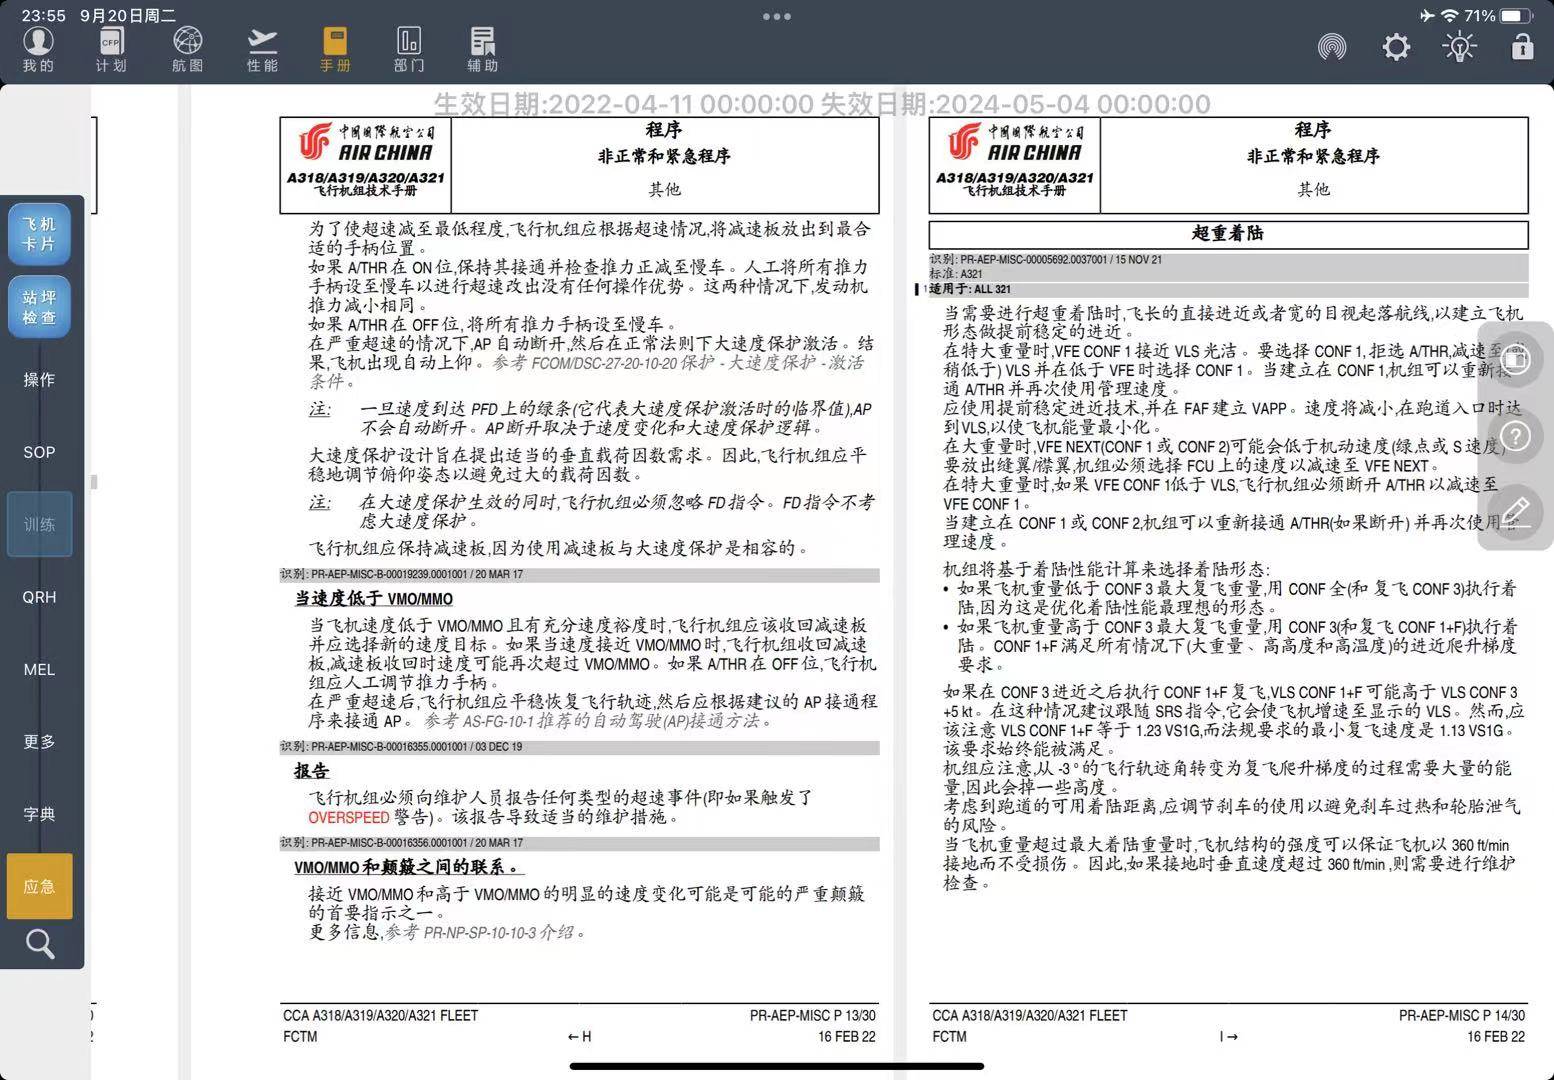 23:55 9月20日周二
71%
我的
计划
航图
性能
手册
部门
辅助
CFP
生效日期:2022-04-11 00:00:00 失效日期:2024-05-04 00:00:00
飞机
卡片
站坪
检查
操作
SOP
训练
QRH
MEL
更多
字典
应急
中国国际航空公司
AIR CHINA
A318/A319/A320/A321
飞行机组技术手册
程序
非正常和紧急程序
其他
为了使超速减至最低程度,飞行机组应根据超速情况,将减速板放出到最合
适的手柄位置。
如果 A/THR 在 ON 位,保持其接通并检查推力正减至慢车。人工将所有推力
手柄设至慢车以进行超速改出没有任何操作优势。这两种情况下,发动机
推力减小相同。
如果 A/THR 在 OFF 位,将所有推力手柄设至慢车。
在严重超速的情况下,AP 自动断开,然后在正常法则下大速度保护激活。结
果,飞机出现自动上仰。参考 FCOM/DSC-27-20-10-20 保护 - 大速度保护 - 激活
条件。
注: 一旦速度到达 PFD 上的绿条(它代表大速度保护激活时的临界值),AP
不会自动断开。AP 断开取决于速度变化和大速度保护逻辑。
大速度保护设计旨在提出适当的垂直载荷因数需求。因此,飞行机组应平
稳地调节俯仰姿态以避免过大的载荷因数。
注: 在大速度保护生效的同时,飞行机组必须忽略 FD 指令。FD 指令不考
虑大速度保护。
飞行机组应保持减速板,因为使用减速板与大速度保护是相容的。
识别: PR-AEP-MISC-B-00019239.0001001 / 20 MAR 17
当速度低于 VMO/MMO
当飞机速度低于 VMO/MMO 且有充分速度裕度时,飞行机组应该收回减速板
并应选择新的速度目标。如果当速度接近 VMO/MMO 时,飞行机组收回减速
板,减速板收回时速度可能再次超过 VMO/MMO。如果 A/THR 在 OFF 位,飞行机
组应人工调节推力手柄。
在严重超速后,飞行机组应平稳恢复飞行轨迹,然后应根据建议的 AP 接通程
序来接通 AP。参考 AS-FG-10-1 推荐的自动驾驶(AP)接通方法。
识别: PR-AEP-MISC-B-00016355.0001001 / 03 DEC 19
报告
飞行机组必须向维护人员报告任何类型的超速事件(即如果触发了
OVERSPEED 警告)。该报告导致适当的维护措施。
识别: PR-AEP-MISC-B-00016356.0001001 / 20 MAR 17
VMO/MMO 和颠簸之间的联系。
接近 VMO/MMO 和高于 VMO/MMO 的明显的速度变化可能是可能的严重颠簸
的首要指示之一。
更多信息,参考 PR-NP-SP-10-10-3 介绍。
CCA A318/A319/A320/A321 FLEET
PR-AEP-MISC P 13/30
FCTM
← H
16 FEB 22
中国国际航空公司
AIR CHINA
A318/A319/A320/A321
飞行机组技术手册
程序
非正常和紧急程序
其他
超重着陆
识别: PR-AEP-MISC-00005692.0037001 / 15 NOV 21
标准: A321
适用于: ALL 321
当需要进行超重着陆时,飞长的直接进近或者宽的目视起落航线,以建立飞机
形态做提前稳定的进近。
在特大重量时,VFE CONF 1 接近 VLS 光洁。要选择 CONF 1,拒选 A/THR,减速至
稍低于) VLS 并在低于 VFE 时选择 CONF 1。当建立在 CONF 1,机组可以重新接
通 A/THR 并再次使用管理速度。
应使用提前稳定进近技术,并在 FAF 建立 VAPP。速度将减小,在跑道入口时达
到VLS,以使飞机能量最小化。
在大重量时,VFE NEXT(CONF 1 或 CONF 2)可能会低于机动速度(绿点或 S 速度)
要放出缝翼/襟翼,机组必须选择 FCU 上的速度以减速至 VFE NEXT。
在特大重量时,如果 VFE CONF 1低于 VLS,飞行机组必须断开 A/THR 以减速至
VFE CONF 1。
当建立在 CONF 1 或 CONF 2,机组可以重新接通 A/THR(如果断开) 并再次使用管
理速度。
机组将基于着陆性能计算来选择着陆形态:
• 如果飞机重量低于 CONF 3 最大复飞重量,用 CONF 全(和 复飞 CONF 3)执行着
陆,因为这是优化着陆性能最理想的形态。
• 如果飞机重量高于 CONF 3 最大复飞重量,用 CONF 3(和复飞 CONF 1+F)执行着
陆。CONF 1+F 满足所有情况下(大重量、高高度和高温度)的进近爬升梯度
要求。
如果在 CONF 3 进近之后执行 CONF 1+F 复飞,VLS CONF 1+F 可能高于 VLS CONF 3
+5 kt。在这种情况建议跟随 SRS 指令,它会使飞机增速至显示的 VLS。然而,应
该注意 VLS CONF 1+F 等于 1.23 VS1G,而法规要求的最小复飞速度是 1.13 VS1G。
该要求始终能被满足。
机组应注意,从 -3 ° 的飞行轨迹角转变为复飞爬升梯度的过程需要大量的能
量,因此会掉一些高度。
考虑到跑道的可用着陆距离,应调节刹车的使用以避免刹车过热和轮胎泄气
的风险。
当飞机重量超过最大着陆重量时,飞机结构的强度可以保证飞机以 360 ft/min
接地而不受损伤。因此,如果接地时垂直速度超过 360 ft/min ,则需要进行维护
检查。
CCA A318/A319/A320/A321 FLEET
PR-AEP-MISC P 14/30
FCTM
I →
16 FEB 22